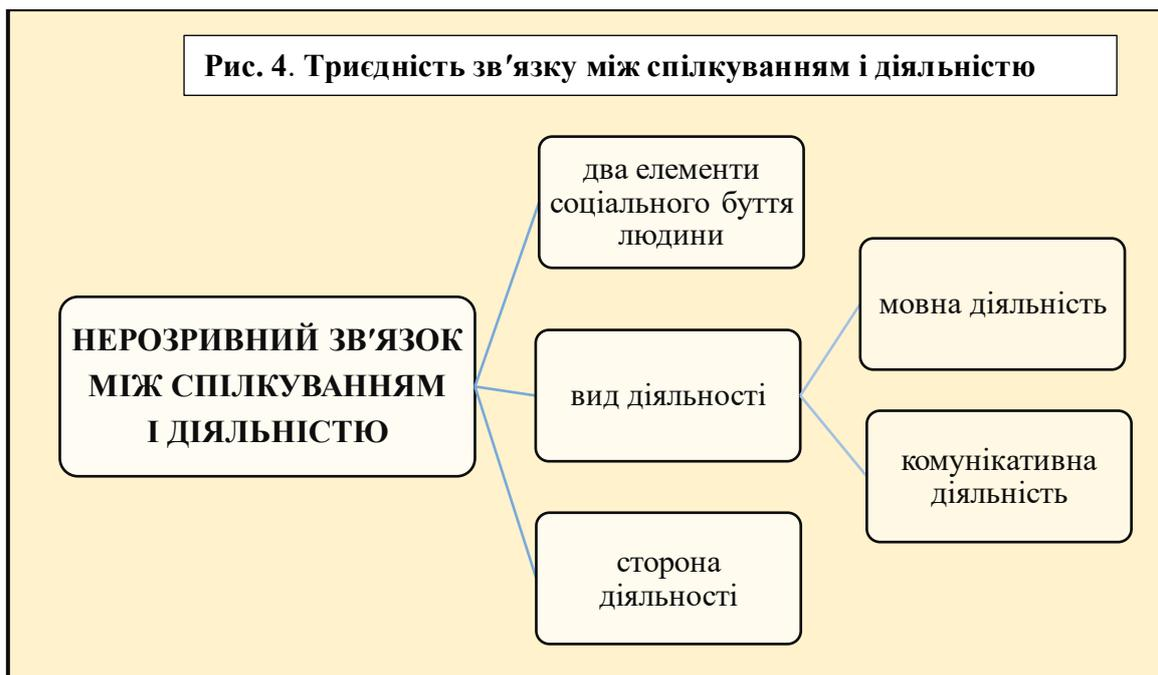 Рис. 4. Триєдність зв′язку між спілкуванням і діяльністю
НЕРОЗРИВНИЙ ЗВ′ЯЗОК
МІЖ СПІЛКУВАННЯМ
І ДІЯЛЬНІСТЮ
два елементи
соціального буття
людини
вид діяльності
сторона
діяльності
мовна діяльність
комунікативна
діяльність